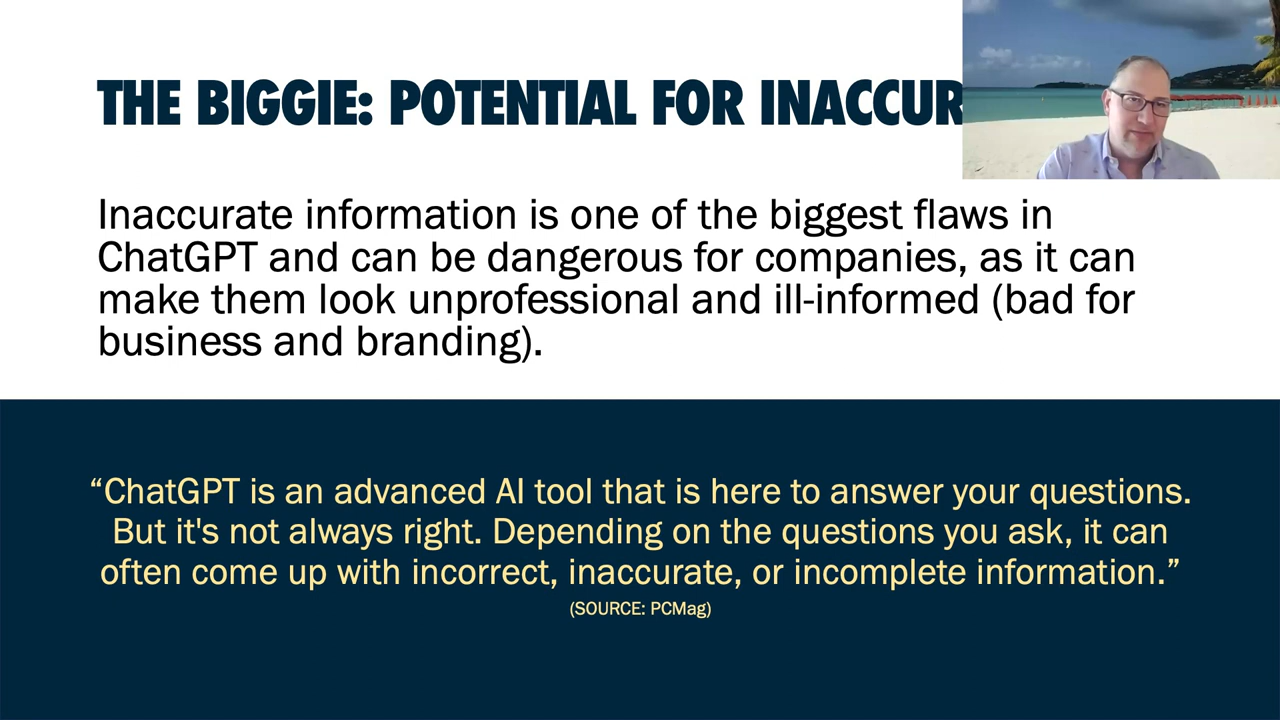 THE BIGGIE: POTENTIAL FOR INACCUR
Inaccurate information is one of the biggest flaws in
ChatGPT and can be dangerous for companies, as it can
make them look unprofessional and ill-informed (bad for
business and branding).
“ChatGPT is an advanced AI tool that is here to answer your questions.
But it's not always right. Depending on the questions you ask, it can
often come up with incorrect, inaccurate, or incomplete information.”
(SOURCE: PCMag)